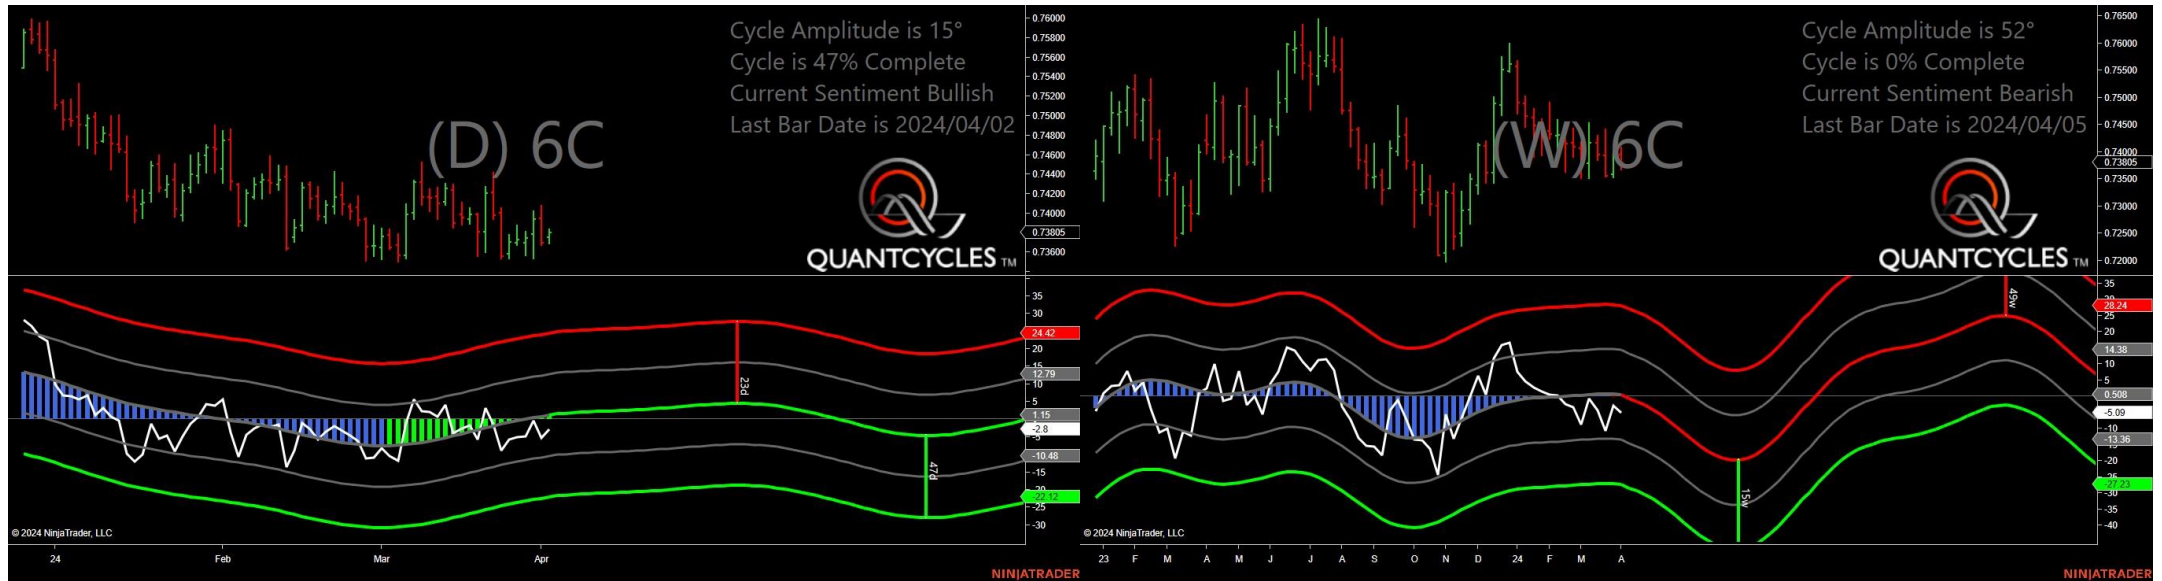 Cycle Amplitude is 15°
Cycle is 47% Complete
Current Sentiment Bullish
Last Bar Date is 2024/04/02
(D) 6C
QUANTCYCLES TM
0.76000
0.75800
0.75600
0.75400
0.75200
0.75000
0.74800
0.74600
0.74400
0.74200
0.74000
0.73805
0.73600
35
30
24.42
20
15
12.79
10
5
1.15
-2.8
-5
-10.48
-15
-20
-22.12
-25
-30
23d
47d
© 2024 NinjaTrader, LLC
24 Feb Mar Apr
NINJATRADER
Cycle Amplitude is 52°
Cycle is 0% Complete
Current Sentiment Bearish
Last Bar Date is 2024/04/05
(W) 6C
QUANTCYCLES TM
0.76500
0.76000
0.75500
0.75000
0.74500
0.74000
0.73805
0.73500
0.73000
0.72500
0.72000
35
28.24
25
20
14.38
10
5
0.508
-5.09
-10
-13.36
-20
-27.23
-30
-35
-40
49w
15w
© 2024 NinjaTrader, LLC
23 F M A M J J A S O N D 24 F M A
NINJATRADER